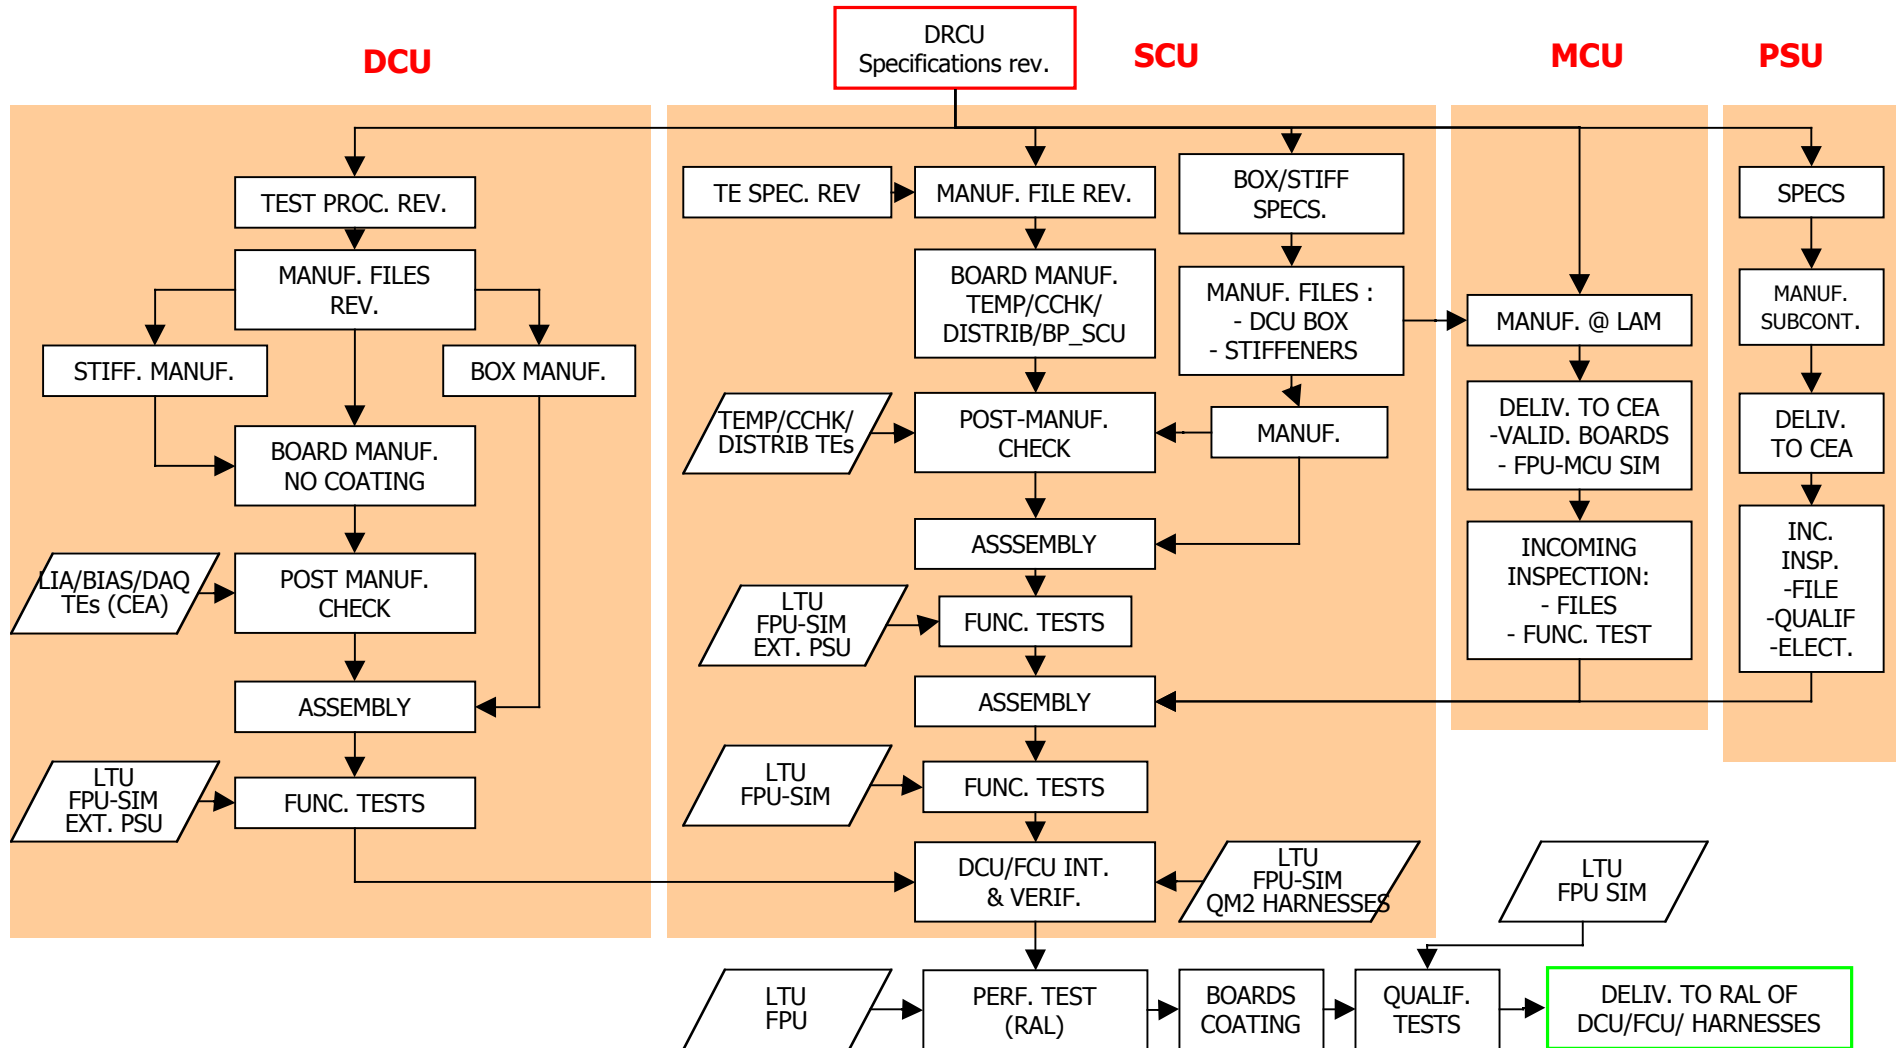 DRCU
Specifications rev.
DCU
SCU
MCU
PSU
TEST PROC. REV.
MANUF. FILES
REV.
STIFF. MANUF.
BOX MANUF.
BOARD MANUF.
NO COATING
LIA/BIAS/DAQ
TEs (CEA)
POST MANUF.
CHECK
ASSEMBLY
LTU
FPU-SIM
EXT. PSU
FUNC. TESTS
TE SPEC. REV
MANUF. FILE REV.
BOX/STIFF
SPECS.
BOARD MANUF.
TEMP/CCHK/
DISTRIB/BP_SCU
MANUF. FILES :
- DCU BOX
- STIFFENERS
TEMP/CCHK/
DISTRIB TEs
POST-MANUF.
CHECK
MANUF.
ASSSEMBLY
LTU
FPU-SIM
EXT. PSU
FUNC. TESTS
ASSEMBLY
LTU
FPU-SIM
FUNC. TESTS
DCU/FCU INT.
& VERIF.
LTU
FPU-SIM
QM2 HARNESSES
MANUF. @ LAM
DELIV. TO CEA
-VALID. BOARDS
- FPU-MCU SIM
INCOMING
INSPECTION:
- FILES
- FUNC. TEST
SPECS
MANUF.
SUBCONT.
DELIV.
TO CEA
INC.
INSP.
-FILE
-QUALIF
-ELECT.
LTU
FPU SIM
LTU
FPU
PERF. TEST
(RAL)
BOARDS
COATING
QUALIF.
TESTS
DELIV. TO RAL OF
DCU/FCU/ HARNESSES